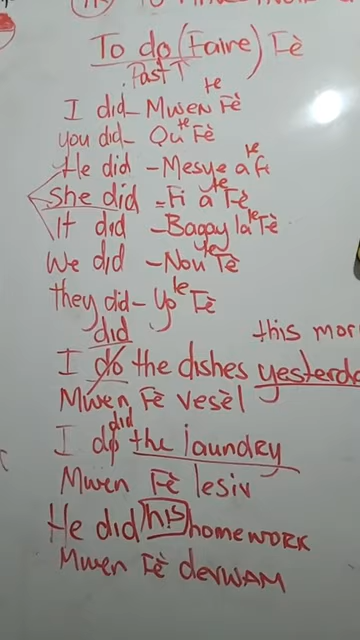 To do (Faire) Fè
Past T
te
I did - Mwen Fè
te
you did - Ou Fè
te
He did - Mesye a Fè
te
She did - Fi a Fè
te
It did - Bagay la Fè
te
We did - Nou Fè
te
they did - yo Fè
did this mor
I do the dishes yesterda
Mwen Fè vesèl
did
I do the laundry
Mwen Fè lesiv
He did his homework
Mwen Fè devwam